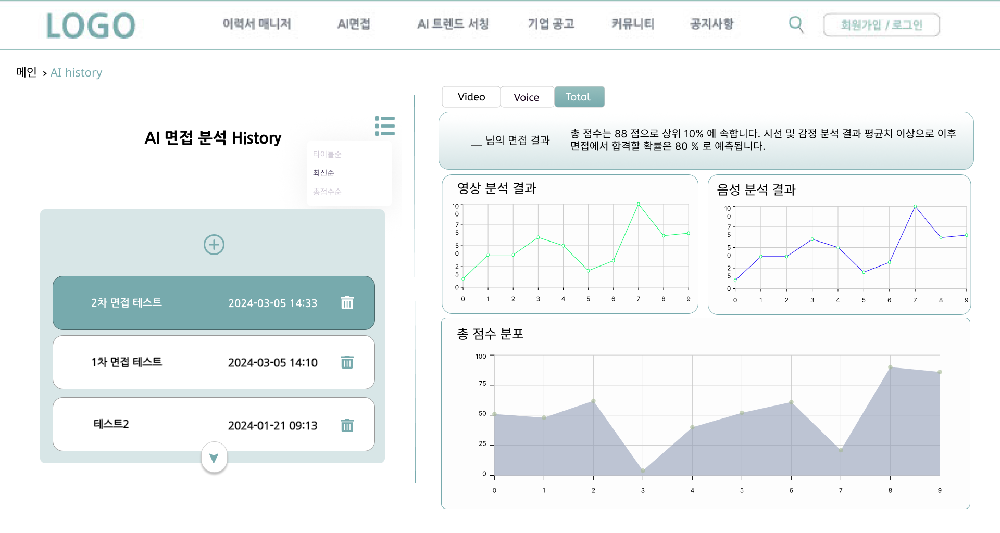 LOGO
이력서 매니저
AI면접
AI 트렌드 서칭
기업 공고
커뮤니티
공지사항
회원가입 / 로그인
메인 › AI history
AI 면접 분석 History
타이틀순
최신순
총점수순
2차 면접 테스트 2024-03-05 14:33
1차 면접 테스트 2024-03-05 14:10
테스트2 2024-01-21 09:13
Video
Voice
Total
__ 님의 면접 결과
총 점수는 88 점으로 상위 10% 에 속합니다. 시선 및 감정 분석 결과 평균치 이상으로 이후
면접에서 합격할 확률은 80 % 로 예측됩니다.
영상 분석 결과
10
0
7
5
5
0
2
5
0
0 1 2 3 4 5 6 7 8 9
음성 분석 결과
10
0
7
5
5
0
2
5
0
0 1 2 3 4 5 6 7 8 9
총 점수 분포
100
75
50
25
0
0 1 2 3 4 5 6 7 8 9